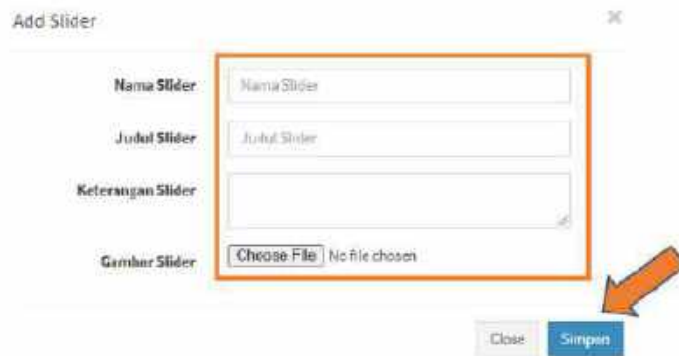 Add Slider ×
Nama Slider Nama Slider
Judul Slider Judul Slider
Keterangan Slider
Gambar Slider Choose File No file chosen
Close Simpan